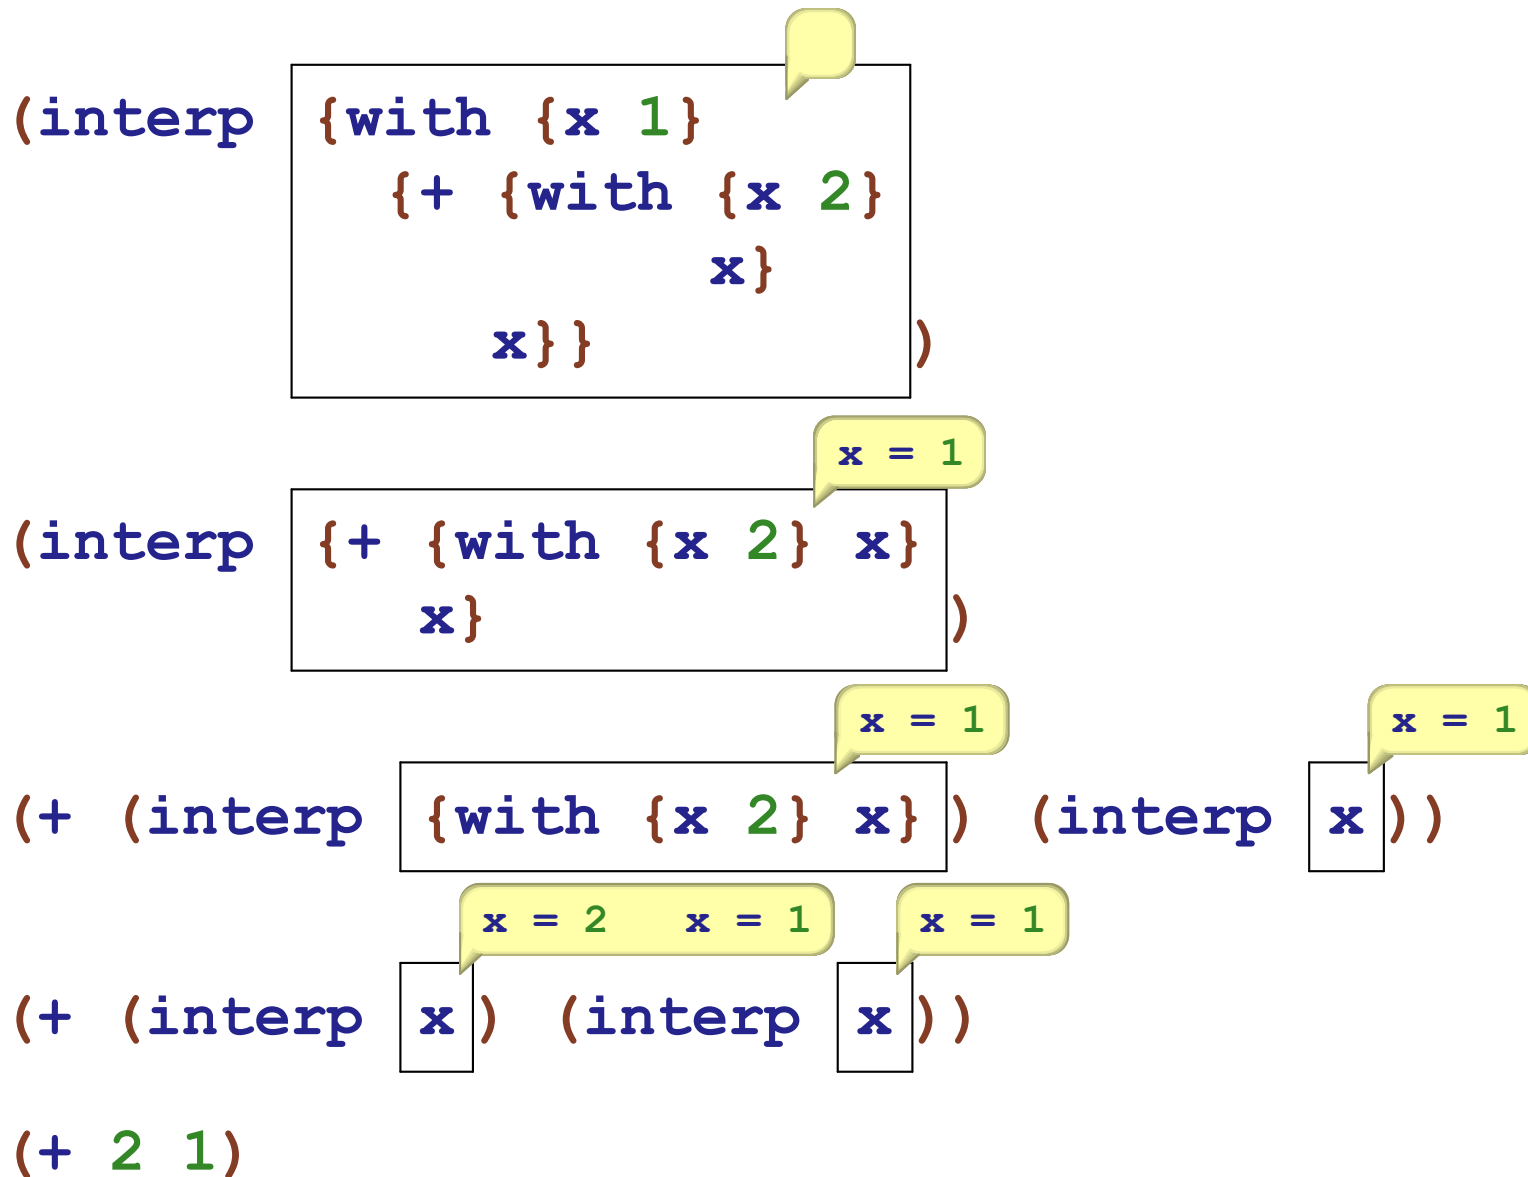 (interp {with {x 1}
{+ {with {x 2}
x}
x}} )
x = 1
(interp {+ {with {x 2} x}
x} )
x = 1 x = 1
(+ (interp {with {x 2} x}) (interp x))
x = 2 x = 1 x = 1
(+ (interp x) (interp x))
(+ 2 1)